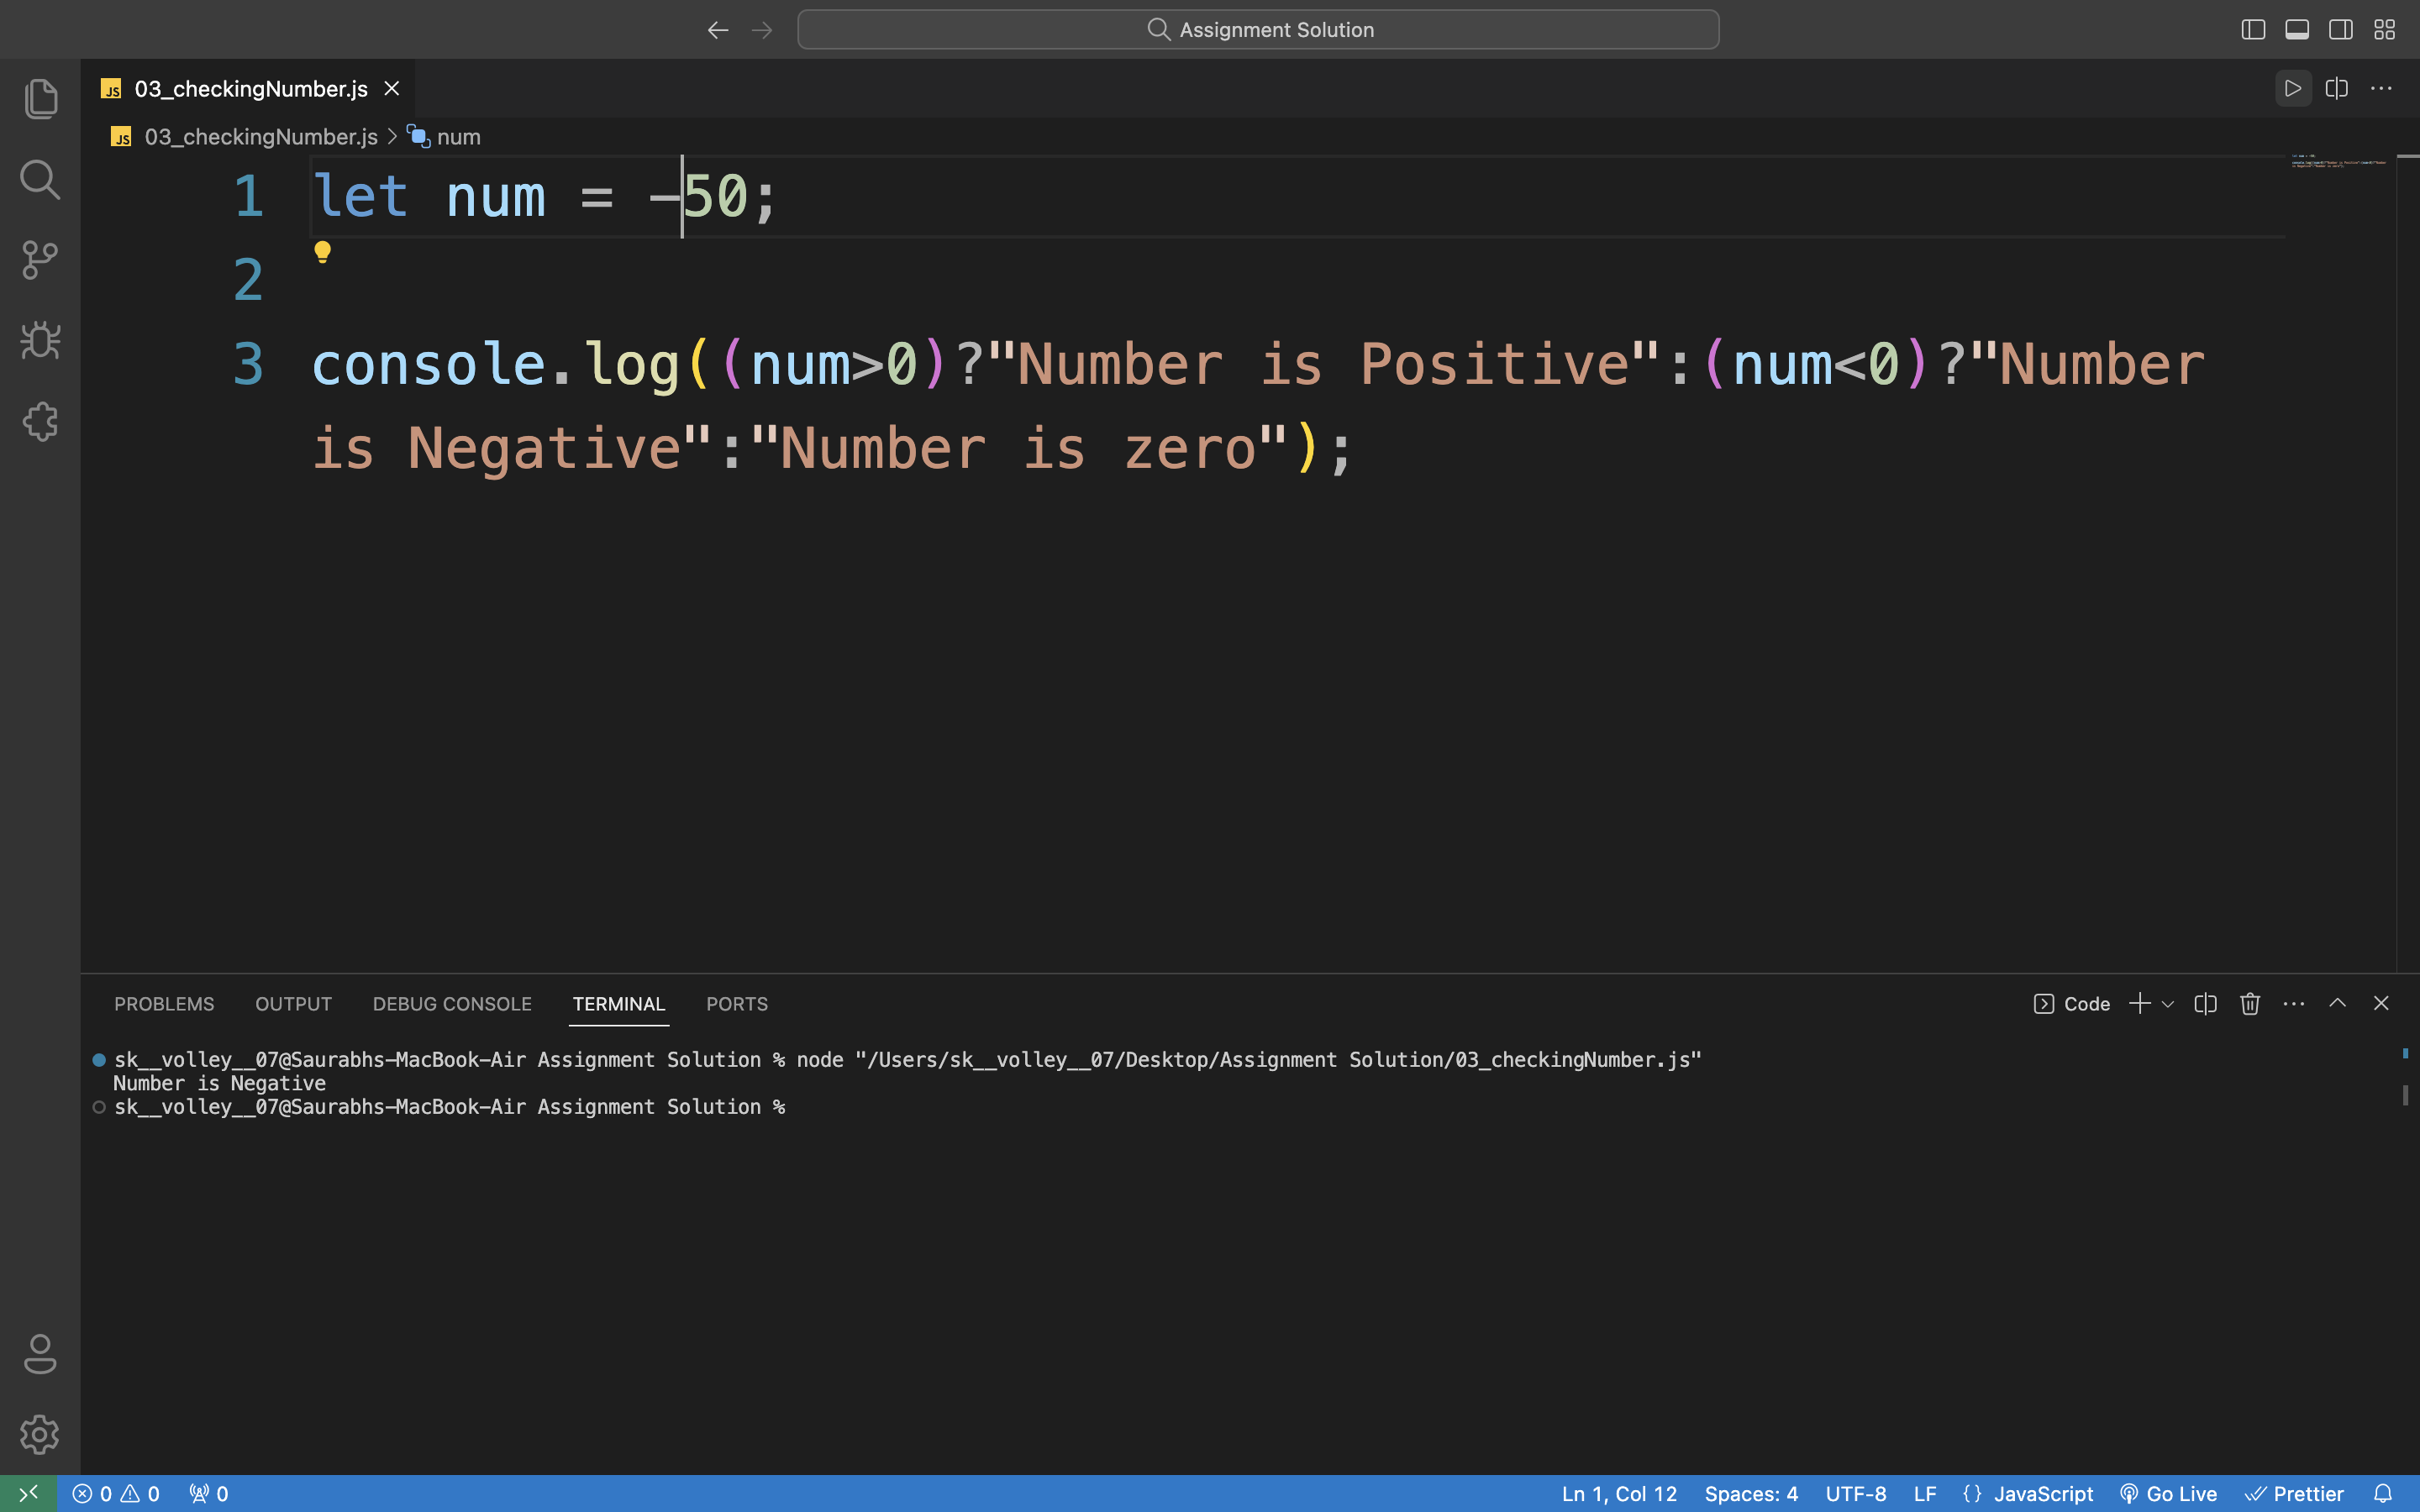 Assignment Solution
JS 03_checkingNumber.js
JS 03_checkingNumber.js > num
1 let num = -50;
2
3 console.log((num>0)?"Number is Positive":(num<0)?"Number
is Negative":"Number is zero");
PROBLEMS OUTPUT DEBUG CONSOLE TERMINAL PORTS Code
sk__volley__07@Saurabhs-MacBook-Air Assignment Solution % node "/Users/sk__volley__07/Desktop/Assignment Solution/03_checkingNumber.js"
Number is Negative
sk__volley__07@Saurabhs-MacBook-Air Assignment Solution %
0 0 0 Ln 1, Col 12 Spaces: 4 UTF-8 LF {} JavaScript Go Live Prettier